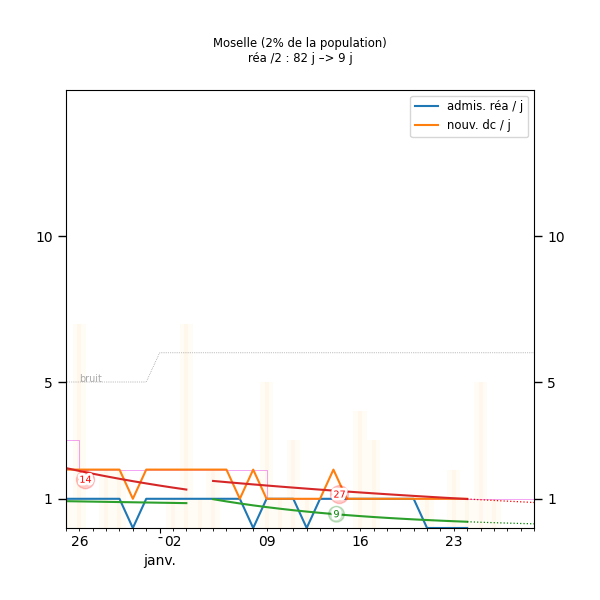 Moselle (2% de la population)
réa /2 : 82 j –> 9 j
admis. réa / j
nouv. dc / j
10 10
5 5
bruit
14
27
1 1
9
26 02 09 16 23
janv.